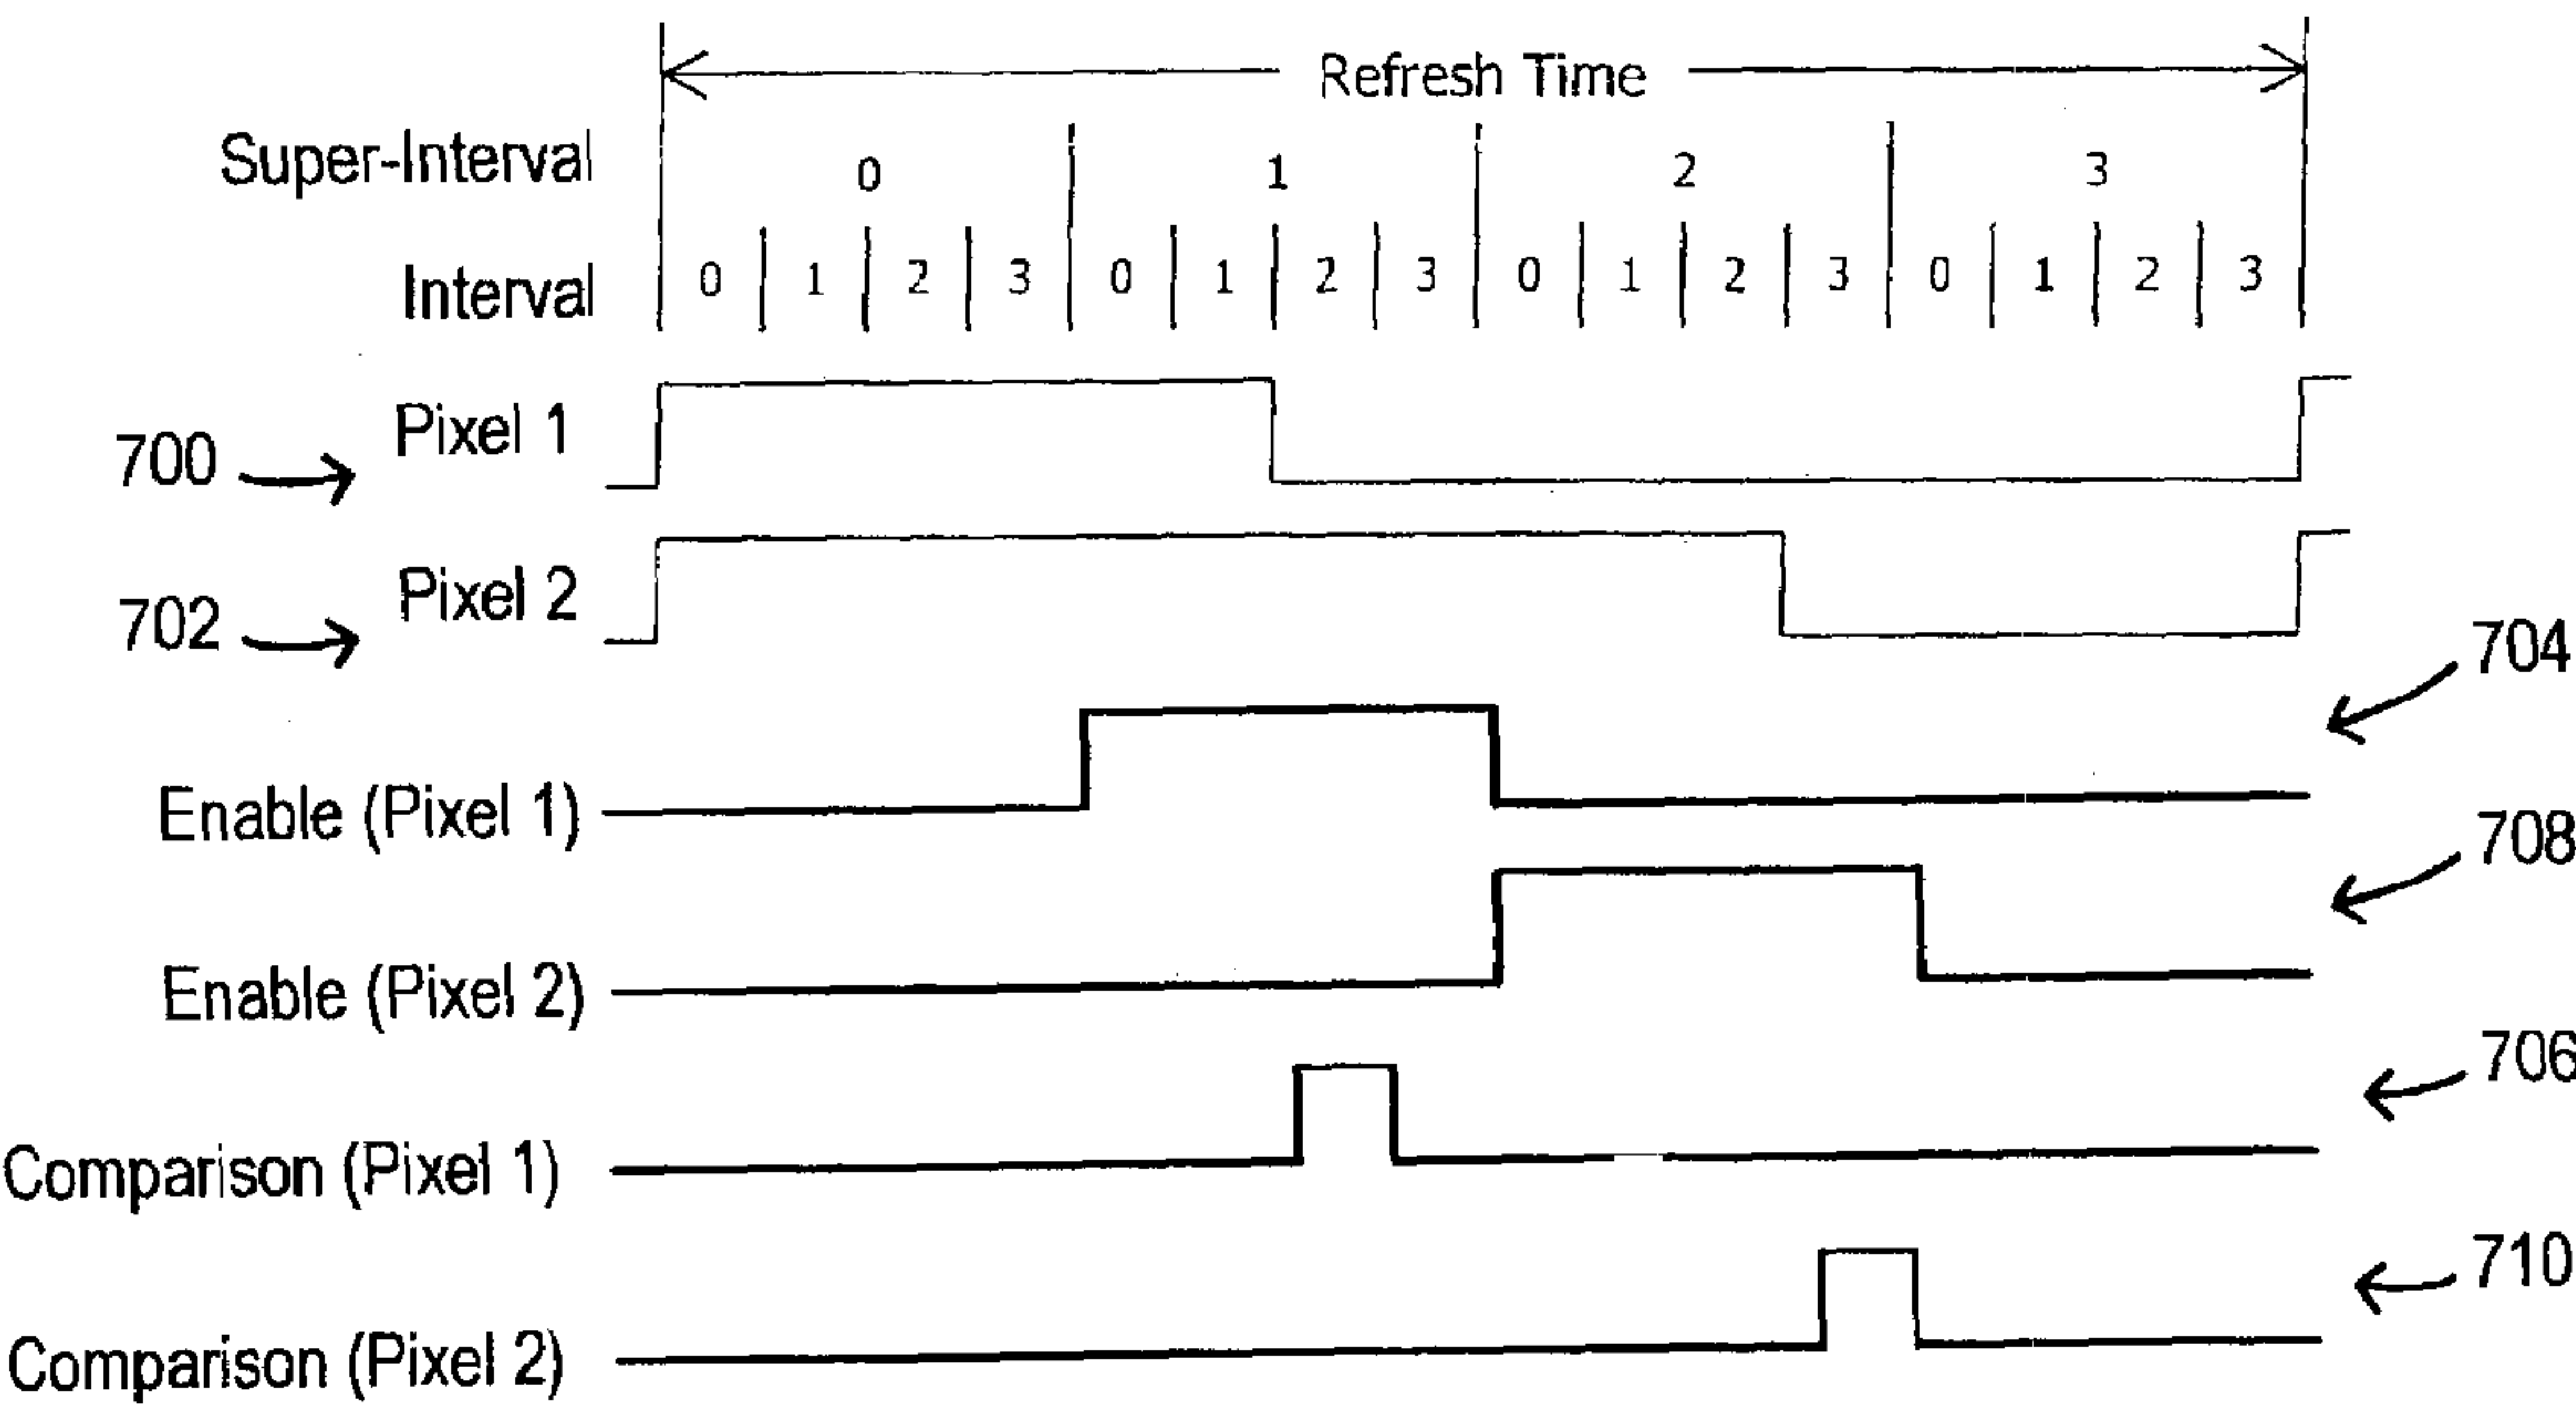 Refresh Time
Super-Interval 0 1 2 3
Interval 0 1 2 3 0 1 2 3 0 1 2 3 0 1 2 3
700 Pixel 1
702 Pixel 2
704
Enable (Pixel 1)
708
Enable (Pixel 2)
706
Comparison (Pixel 1)
710
Comparison (Pixel 2)